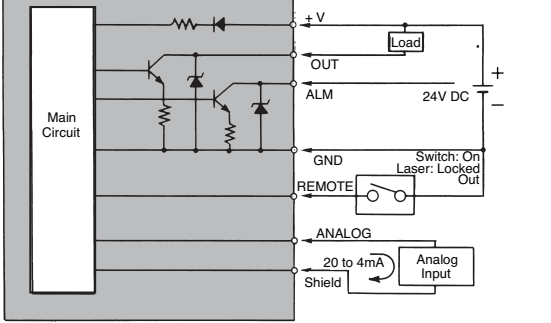 + V
Load
OUT
ALM
24V DC
+
−
Main
Circuit
GND
Switch: On
Laser: Locked
Out
REMOTE
ANALOG
20 to 4mA
Analog
Input
Shield